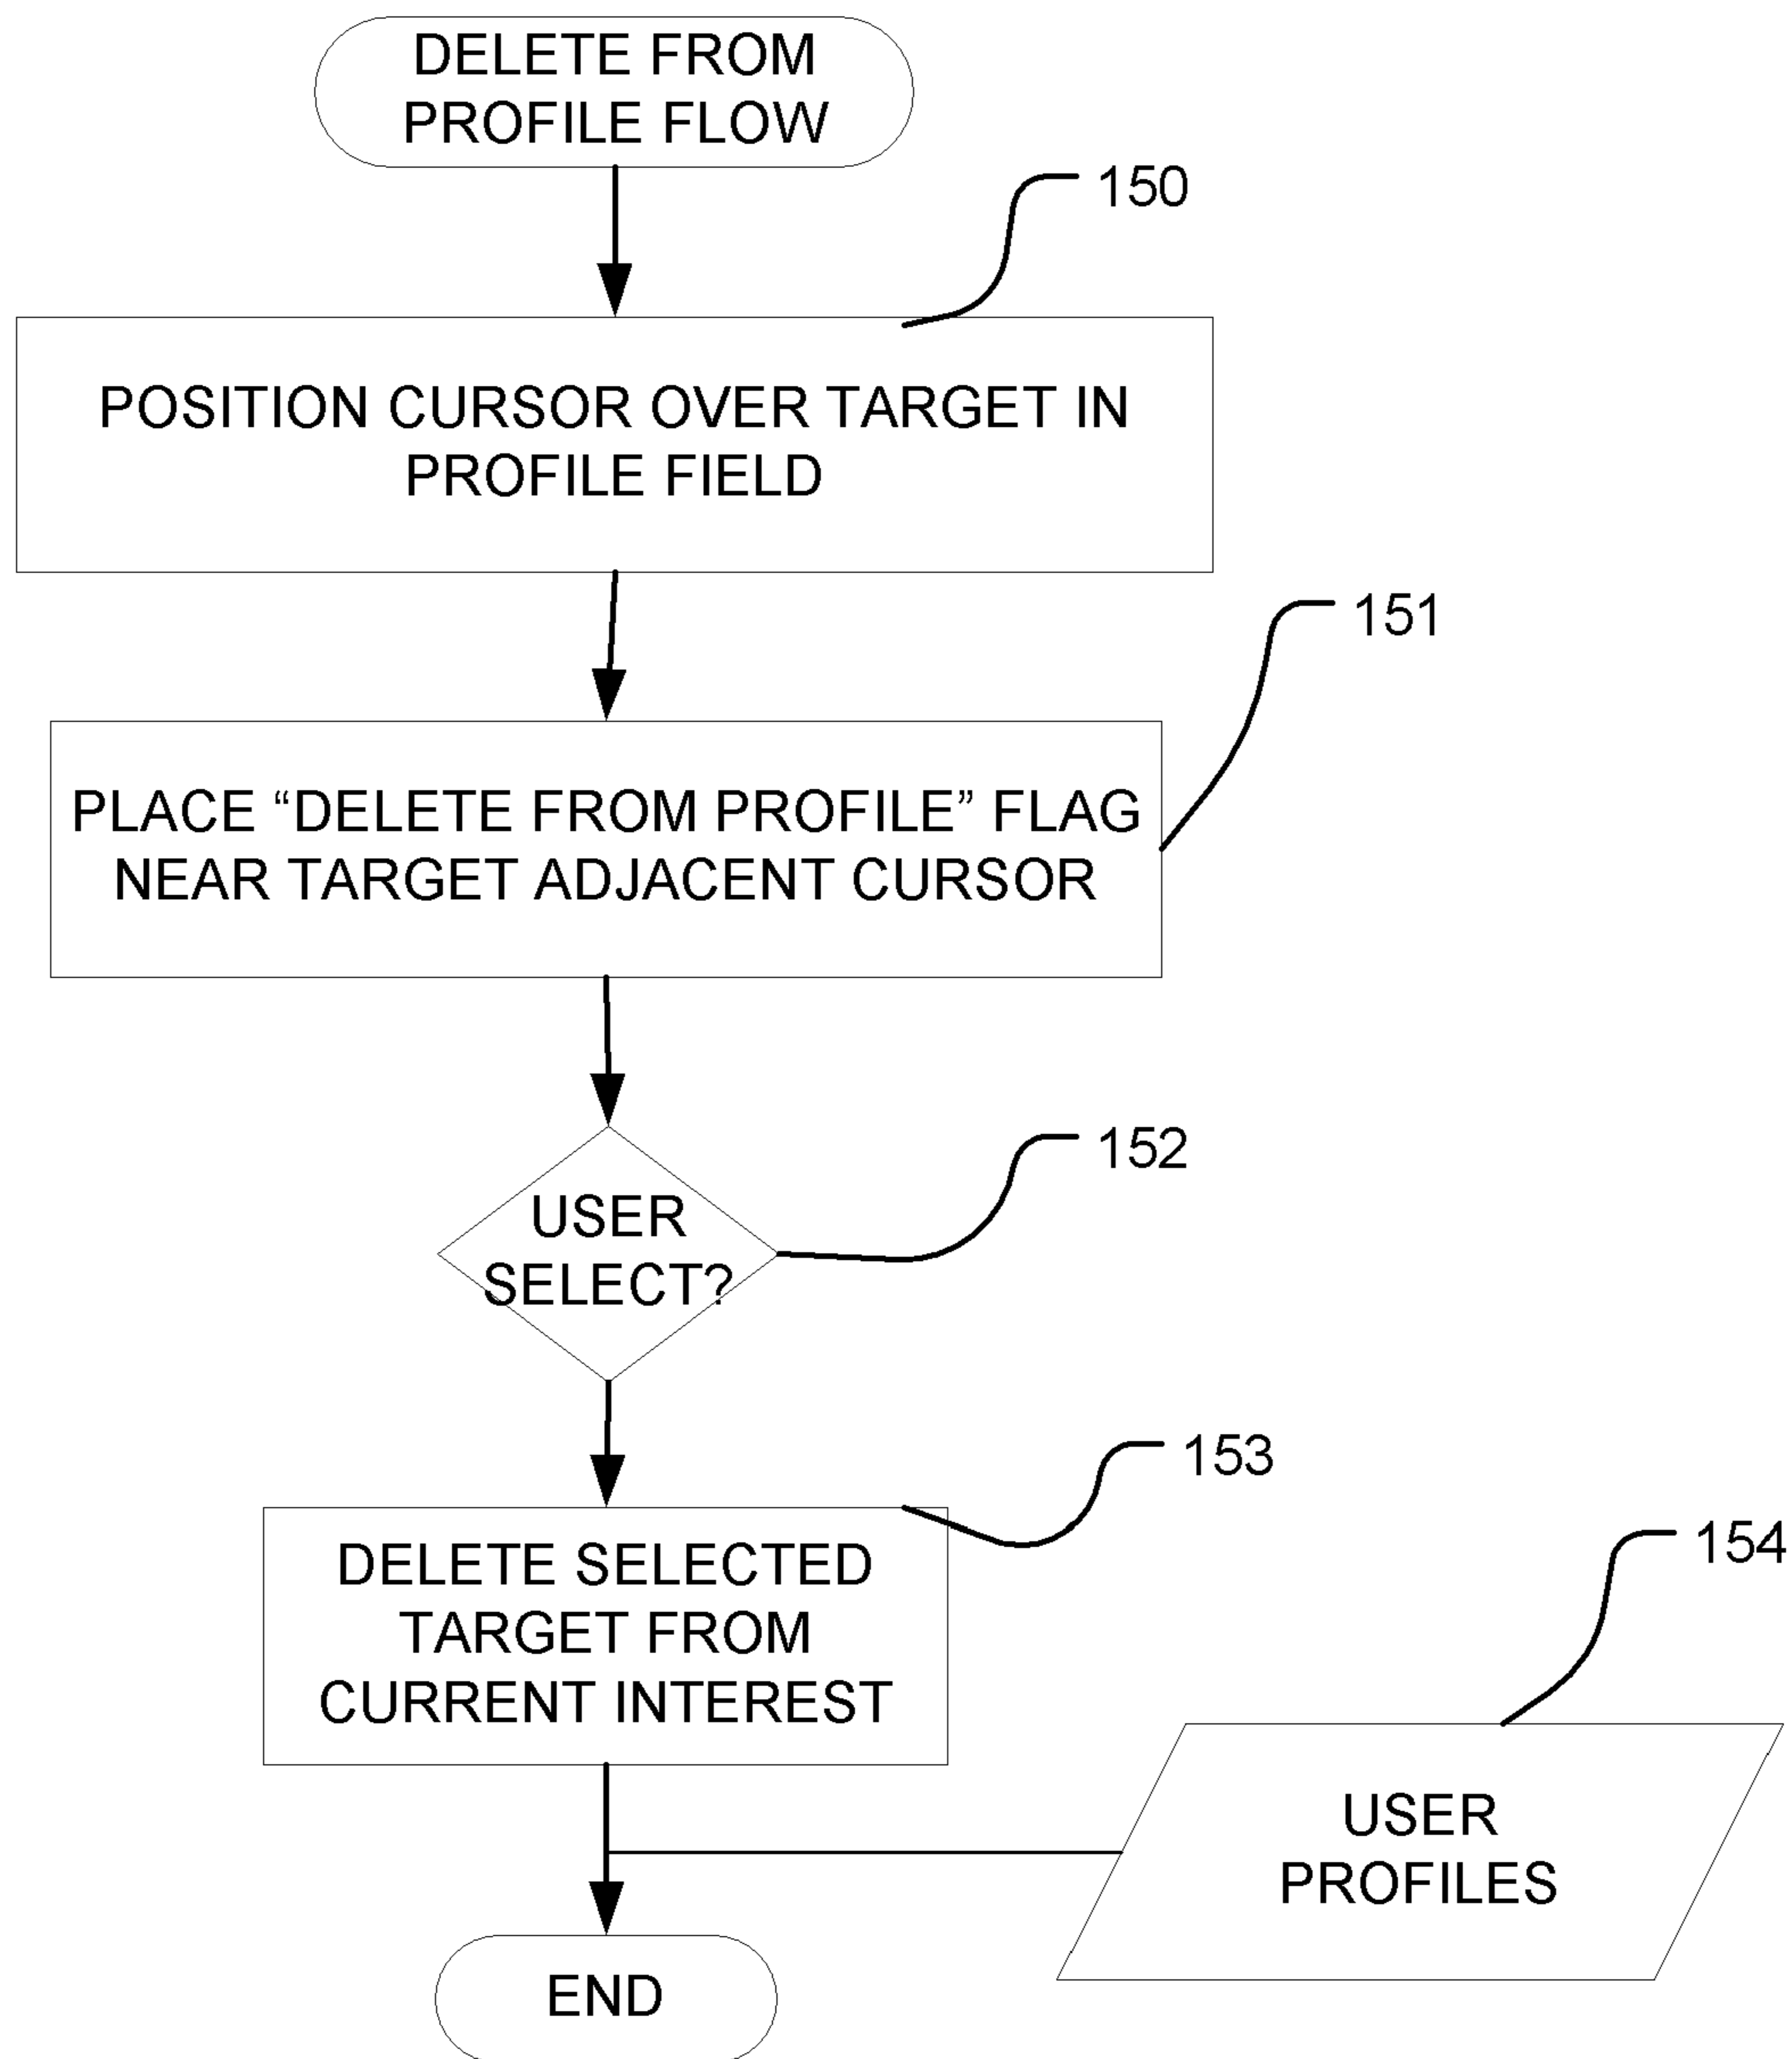 DELETE FROM
PROFILE FLOW
150
POSITION CURSOR OVER TARGET IN
PROFILE FIELD
151
PLACE “DELETE FROM PROFILE” FLAG
NEAR TARGET ADJACENT CURSOR
152
USER
SELECT?
153
DELETE SELECTED
TARGET FROM
CURRENT INTEREST
154
USER
PROFILES
END